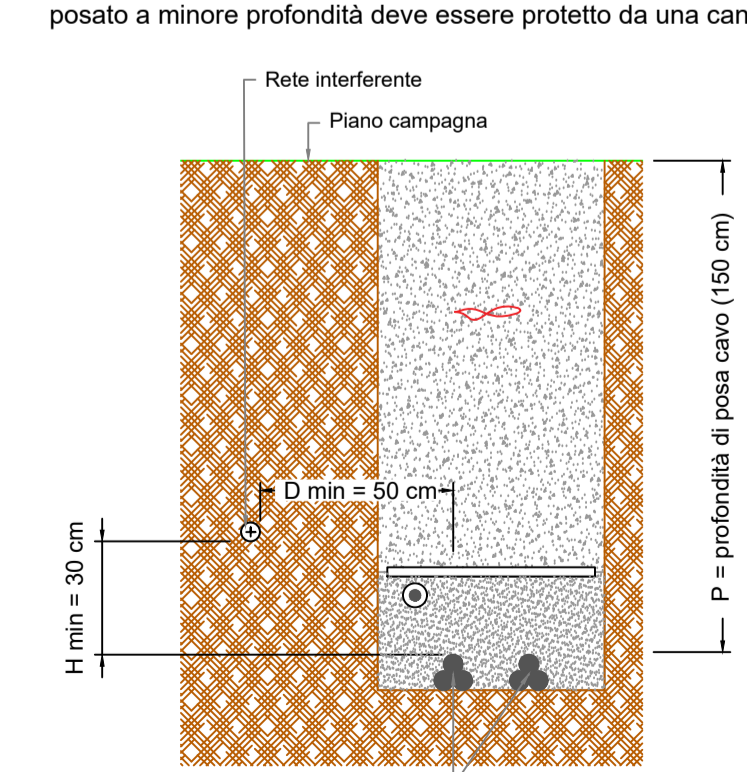 posato a minore profondità deve essere protetto da una can
Rete interferente
Piano campagna
D min = 50 cm
H min = 30 cm
P = profondità di posa cavo (150 cm)